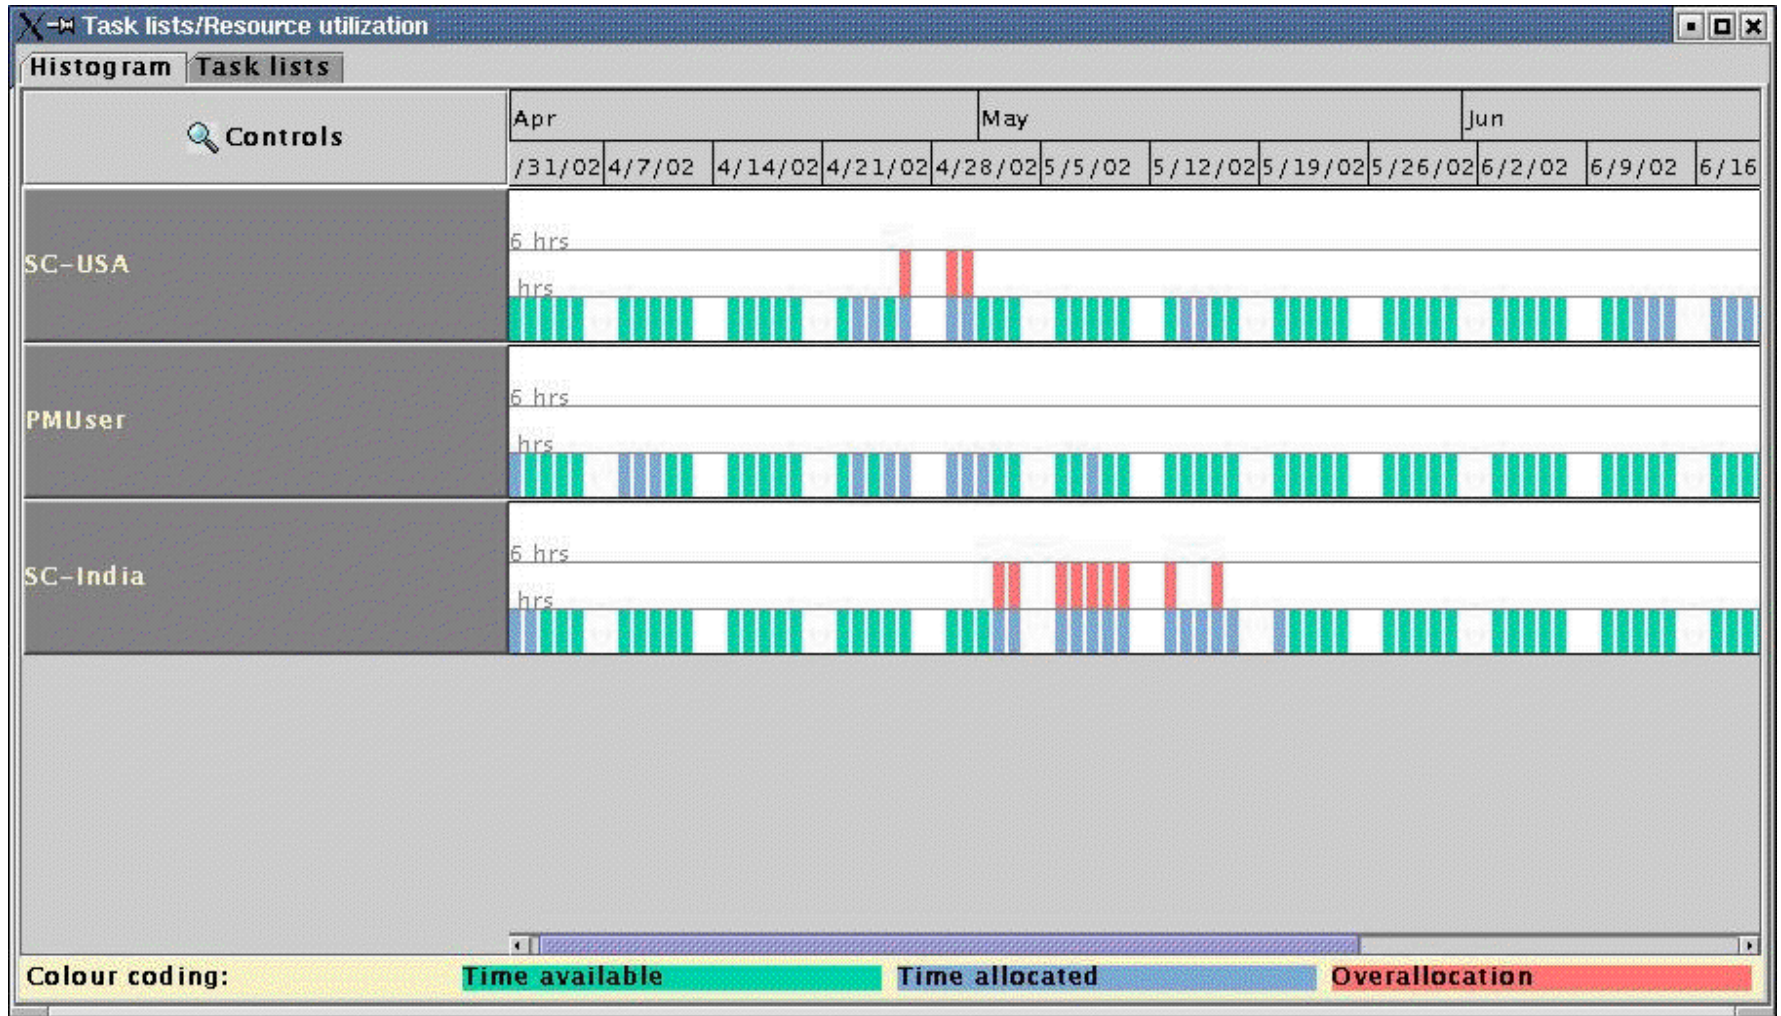 Task lists/Resource utilization
Histogram Task lists
Controls
Apr May Jun
/31/02 4/7/02 4/14/02 4/21/02 4/28/02 5/5/02 5/12/02 5/19/02 5/26/02 6/2/02 6/9/02 6/16
6 hrs
SC-USA
hrs
6 hrs
PMUser
hrs
6 hrs
SC-India
hrs
Colour coding: Time available Time allocated Overallocation